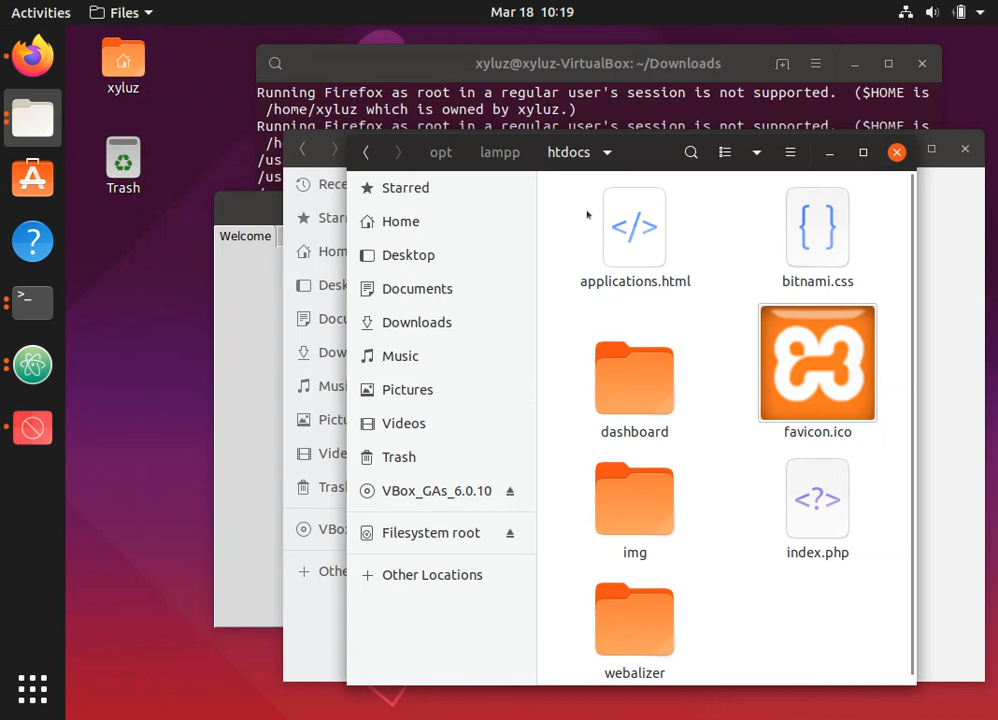 Activities
Files
Mar 18 10:19
xyluz
Trash
xyluz@xyluz-VirtualBox: ~/Downloads
Running Firefox as root in a regular user's session is not supported. ($HOME is
/home/xyluz which is owned by xyluz.)
Running Firefox as root in a regular user's session is not supported. ($HOME is
Welcome
opt
lampp
htdocs
Starred
Home
Desktop
Documents
Downloads
Music
Pictures
Videos
Trash
VBox_GAs_6.0.10
Filesystem root
Other Locations
applications.html
bitnami.css
dashboard
favicon.ico
img
index.php
webalizer